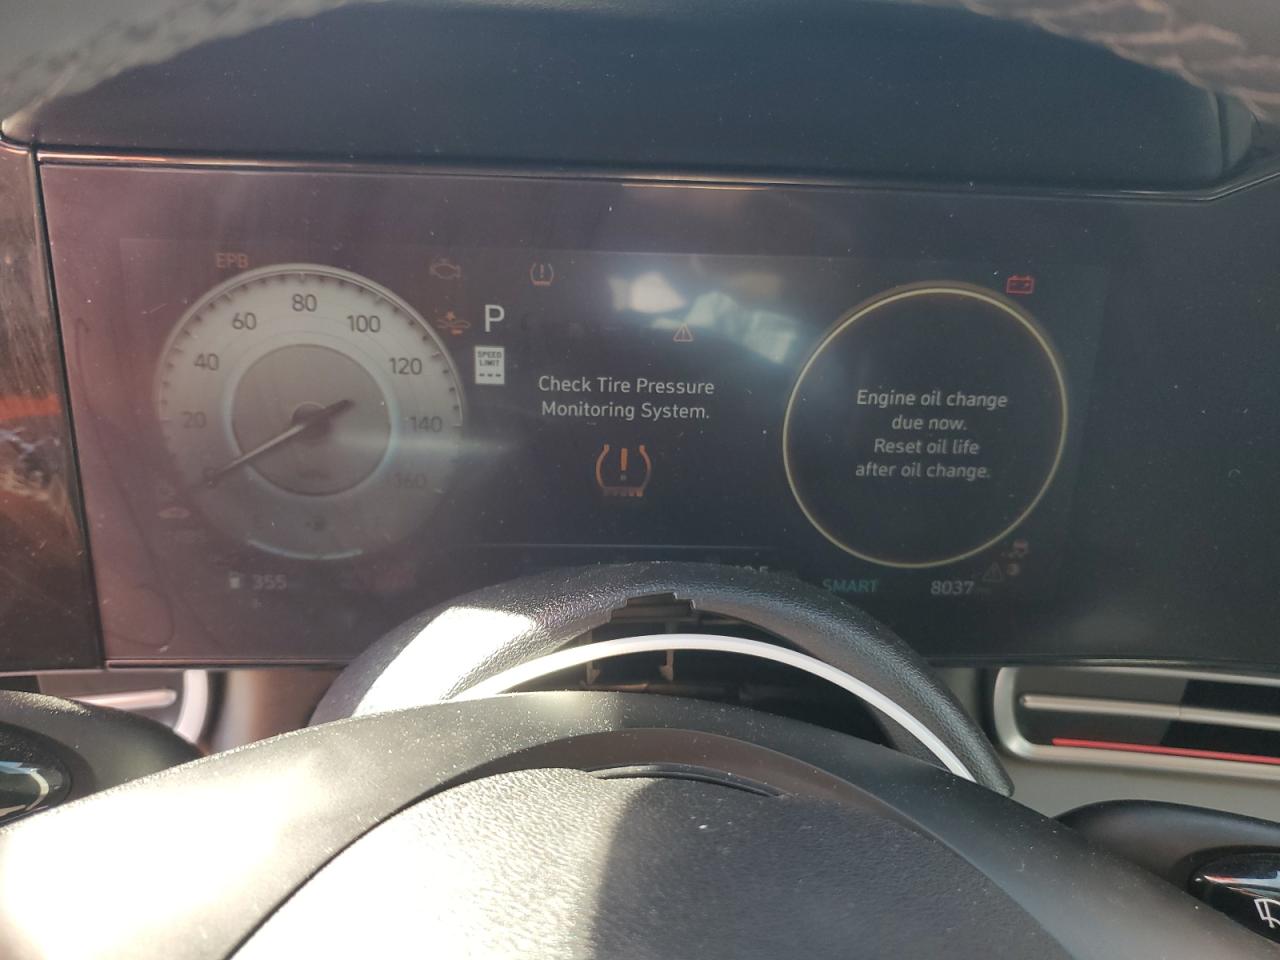 EPB
80
60
100
40
120
20
140
160
P
SPEED
LIMIT
---
Check Tire Pressure
Monitoring System.
Engine oil change
due now.
Reset oil life
after oil change.
355
SMART
8037